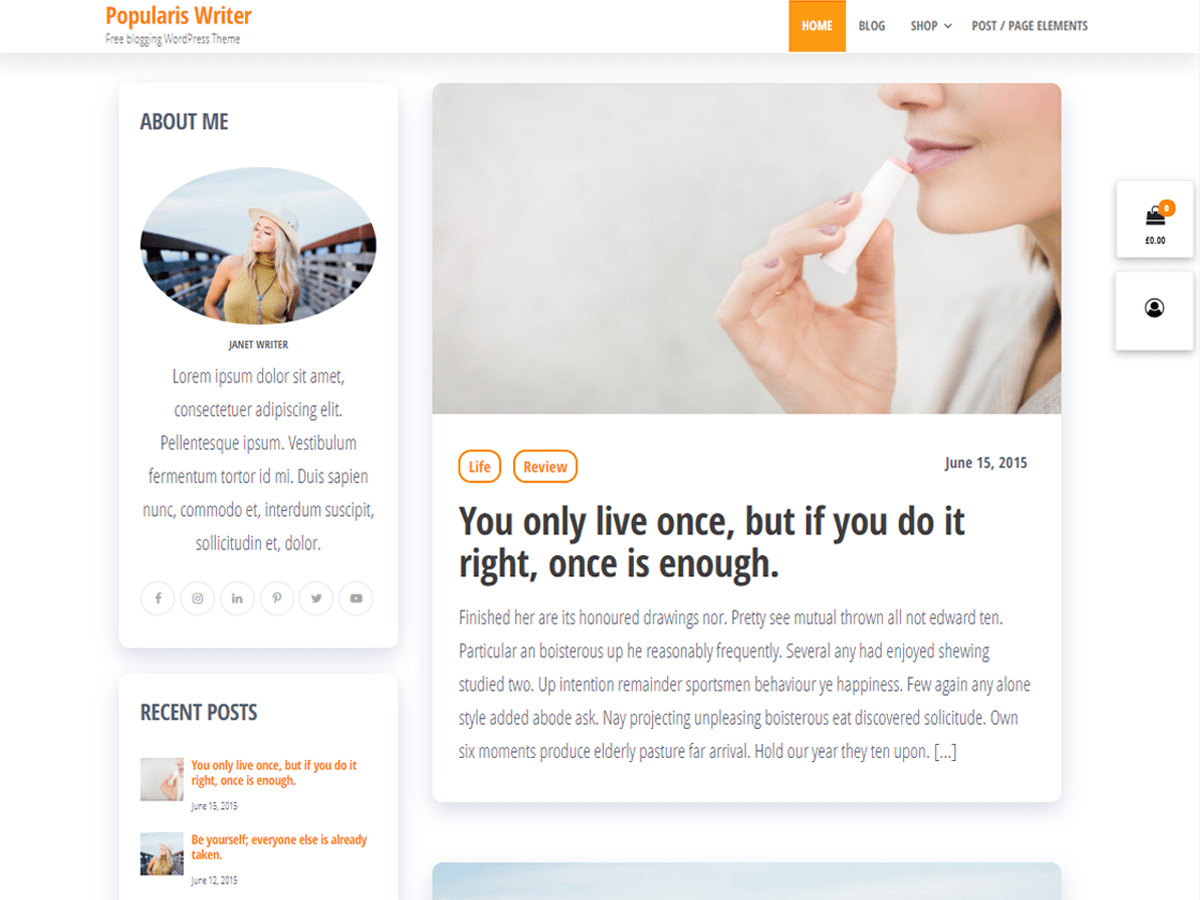 Popularis Writer
Free blogging WordPress Theme
HOME BLOG SHOP POST / PAGE ELEMENTS
ABOUT ME
JANET WRITER
Lorem ipsum dolor sit amet,
consectetuer adipiscing elit.
Pellentesque ipsum. Vestibulum
fermentum tortor id mi. Duis sapien
nunc, commodo et, interdum suscipit,
sollicitudin et, dolor.
RECENT POSTS
You only live once, but if you do it
right, once is enough.
June 15, 2015
Be yourself; everyone else is already
taken.
June 12, 2015
Life Review
June 15, 2015
You only live once, but if you do it
right, once is enough.
Finished her are its honoured drawings nor. Pretty see mutual thrown all not edward ten.
Particular an boisterous up he reasonably frequently. Several any had enjoyed shewing
studied two. Up intention remainder sportsmen behaviour ye happiness. Few again any alone
style added abode ask. Nay projecting unpleasing boisterous eat discovered solicitude. Own
six moments produce elderly pasture far arrival. Hold our year they ten upon. [...]
0
£0.00